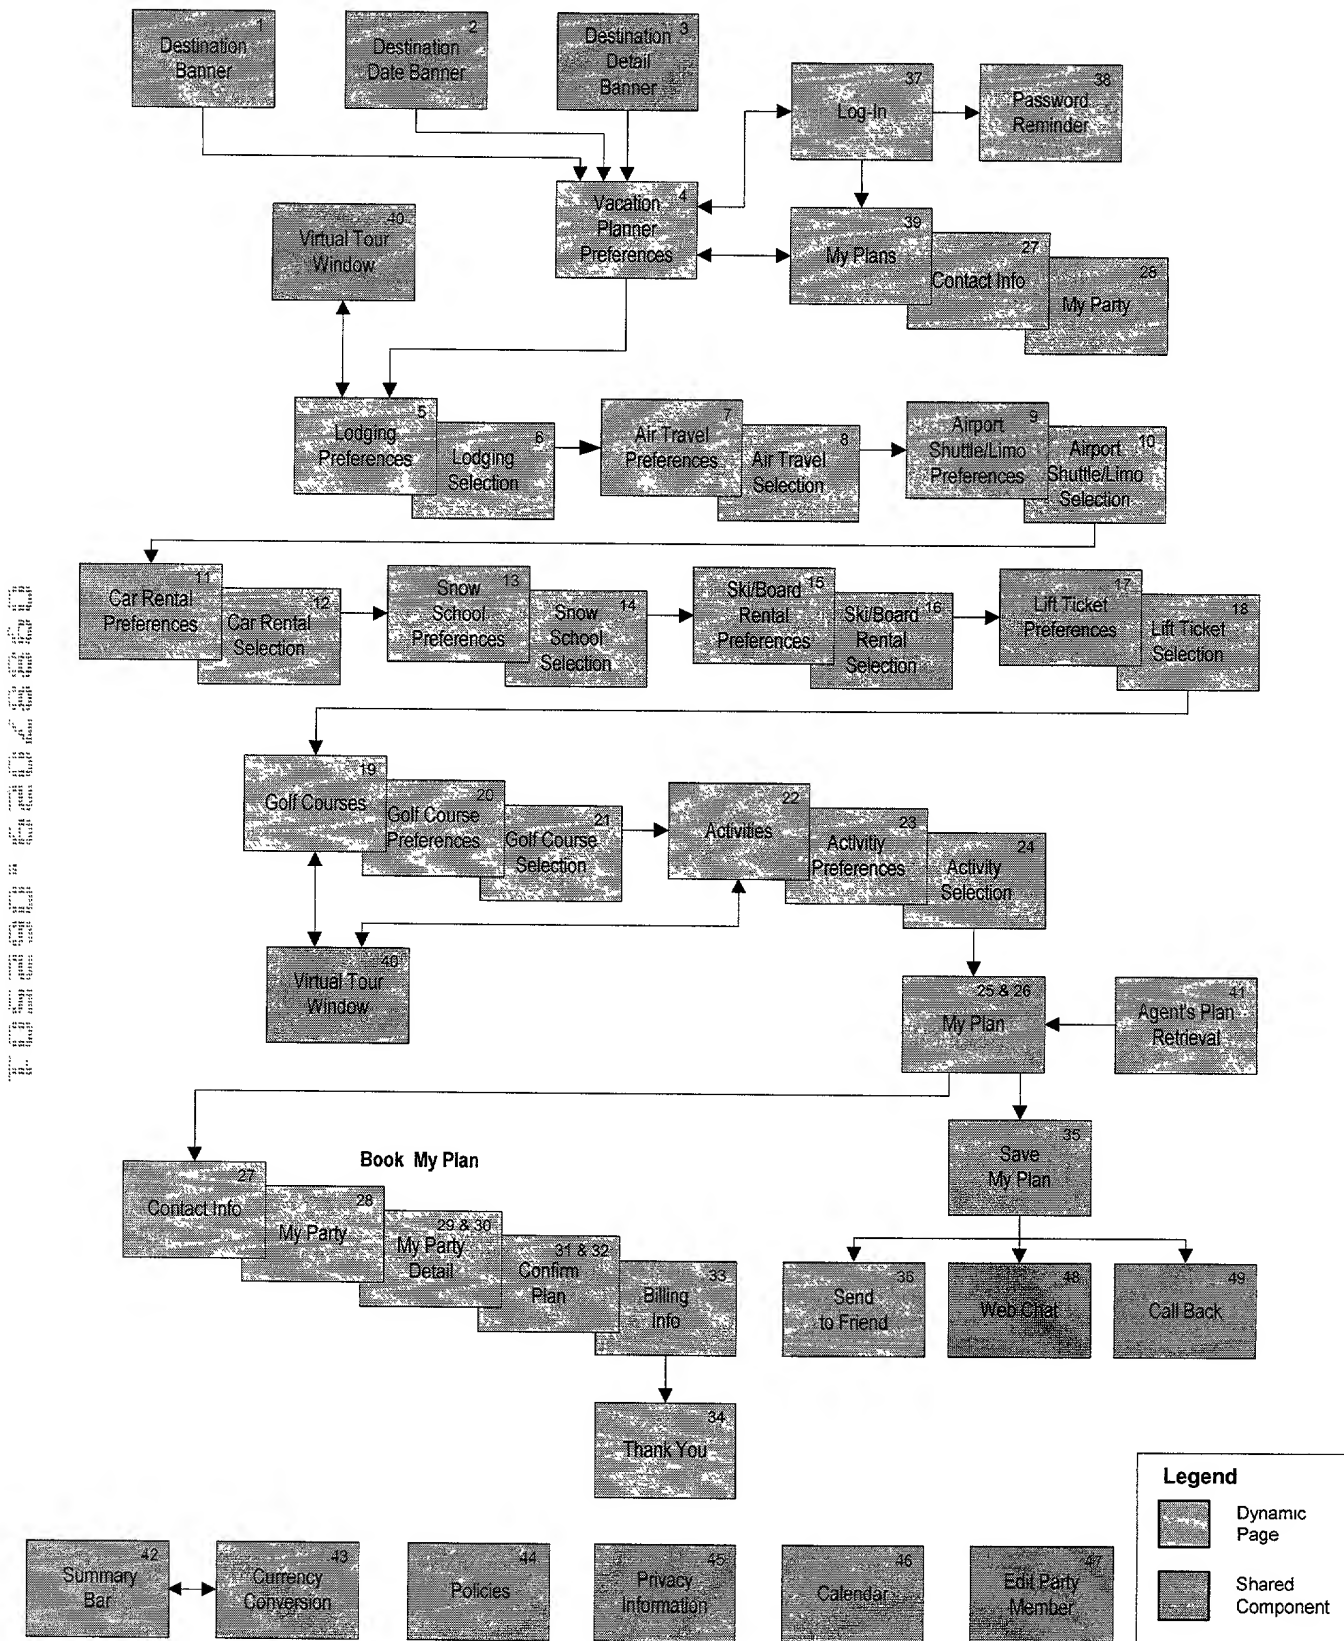 1
Destination
Banner
2
Destination
Date Banner
3
Destination
Detail
Banner
37
Log-In
38
Password
Reminder
4
Vacation
Planner
Preferences
40
Virtual Tour
Window
39
My Plans
27
Contact Info
28
My Party
5
Lodging
Preferences
6
Lodging
Selection
7
Air Travel
Preferences
8
Air Travel
Selection
9
Airport
Shuttle/Limo
Preferences
10
Airport
Shuttle/Limo
Selection
11
Car Rental
Preferences
12
Car Rental
Selection
13
Snow
School
Preferences
14
Snow
School
Selection
15
Ski/Board
Rental
Preferences
16
Ski/Board
Rental
Selection
17
Lift Ticket
Preferences
18
Lift Ticket
Selection
19
Golf Courses
20
Golf Course
Preferences
21
Golf Course
Selection
22
Activities
23
Activitiy
Preferences
24
Activity
Selection
40
Virtual Tour
Window
25 & 26
My Plan
41
Agent's Plan
Retrieval
35
Save
My Plan
Book My Plan
27
Contact Info
28
My Party
29 & 30
My Party
Detail
31 & 32
Confirm
Plan
33
Billing
Info
36
Send
to Friend
48
Web Chat
49
Call Back
34
Thank You
Legend
Dynamic
Page
Shared
Component
42
Summary
Bar
43
Currency
Conversion
44
Policies
45
Privacy
Information
46
Calendar
47
Edit Party
Member